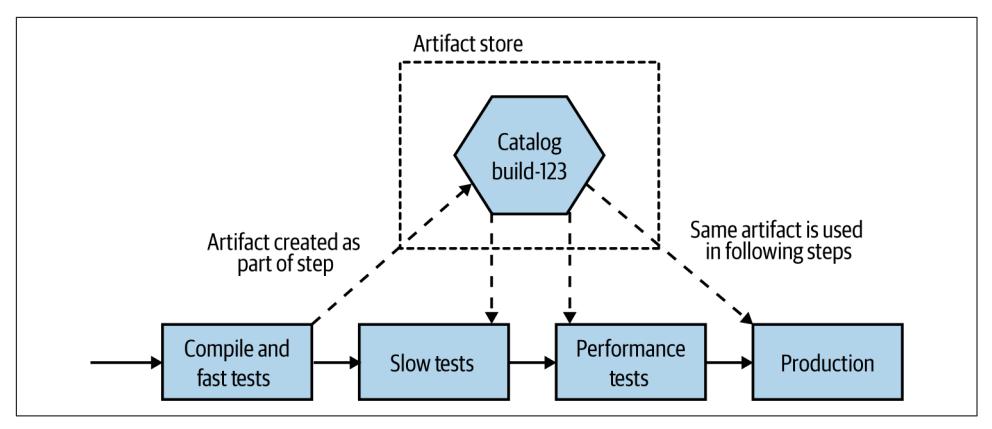 Artifact store
Catalog
build-123
Artifact created as
part of step
Same artifact is used
in following steps
Compile and
fast tests
Slow tests
Performance
tests
Production